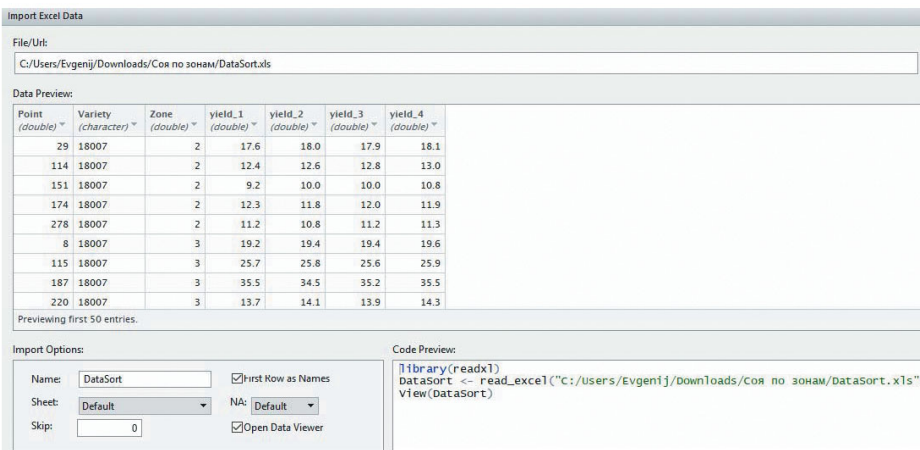 Import Excel Data
File/Url:
C:/Users/Evgenij/Downloads/Соя по зонам/DataSort.xls
Data Preview:
Point Variety Zone yield_1 yield_2 yield_3 yield_4
(double) (character) (double) (double) (double) (double) (double)
29 18007 2 17.6 18.0 17.9 18.1
114 18007 2 12.4 12.6 12.8 13.0
151 18007 2 9.2 10.0 10.0 10.8
174 18007 2 12.3 11.8 12.0 11.9
278 18007 2 11.2 10.8 11.2 11.3
8 18007 3 19.2 19.4 19.4 19.6
115 18007 3 25.7 25.8 25.6 25.9
187 18007 3 35.5 34.5 35.2 35.5
220 18007 3 13.7 14.1 13.9 14.3
Previewing first 50 entries.
Import Options:
Name: DataSort First Row as Names
Sheet: Default NA: Default
Skip: 0 Open Data Viewer
Code Preview:
library(readxl)
DataSort <- read_excel("C:/Users/Evgenij/Downloads/Соя по зонам/DataSort.xls"
View(DataSort)